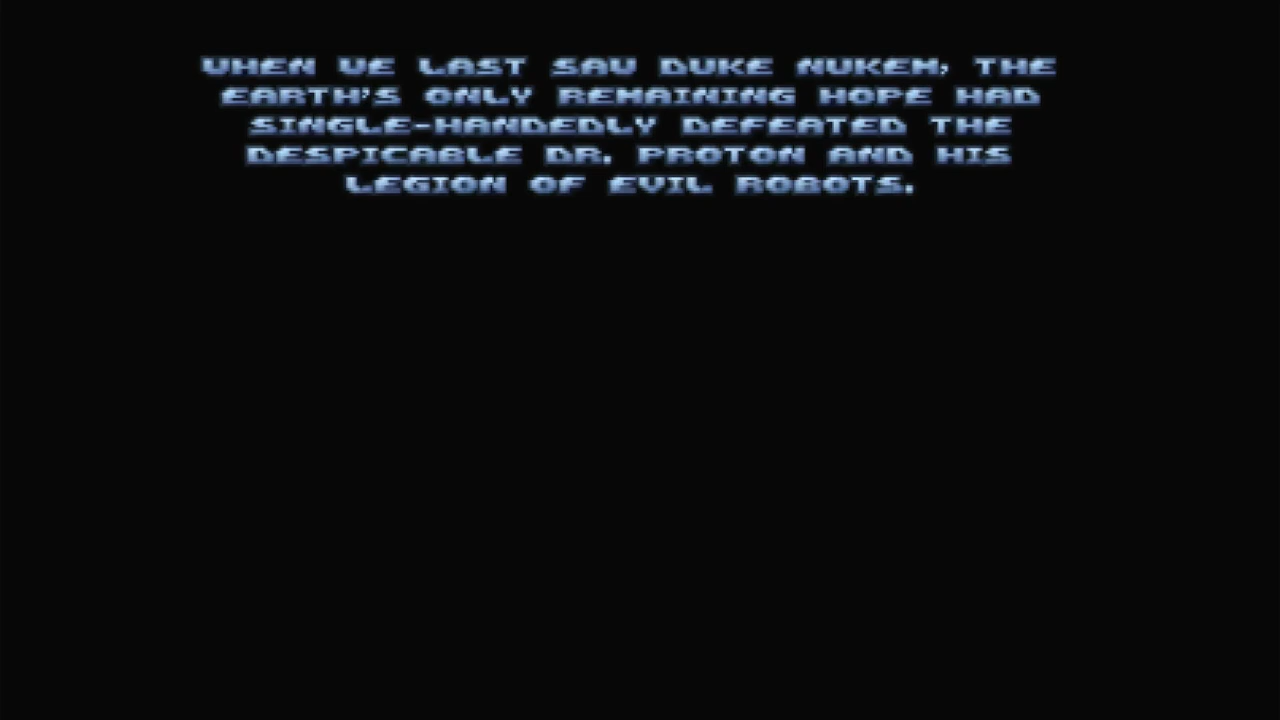 WHEN WE LAST SAW DUKE NUKEM, THE
EARTH'S ONLY REMAINING HOPE HAD
SINGLE-HANDEDLY DEFEATED THE
DESPICABLE DR. PROTON AND HIS
LEGION OF EVIL ROBOTS.